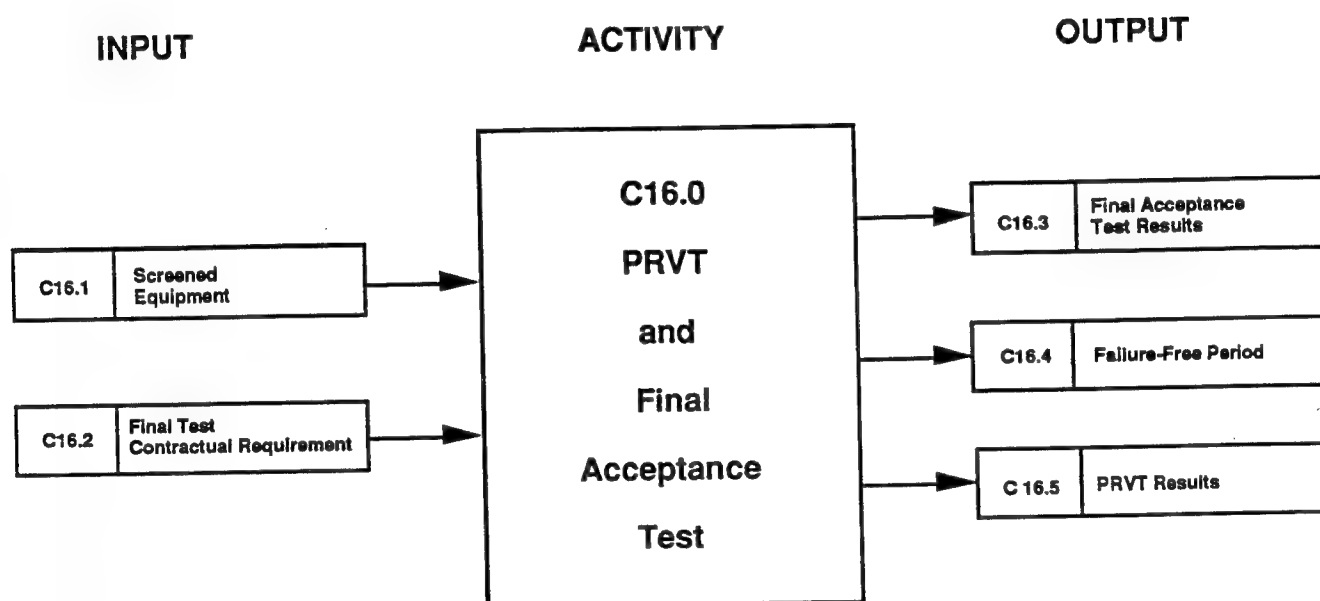 INPUT
ACTIVITY
OUTPUT
C16.1
Screened
Equipment
C16.2
Final Test
Contractual Requirement
C16.0
PRVT
and
Final
Acceptance
Test
C16.3
Final Acceptance
Test Results
C16.4
Failure-Free Period
C 16.5
PRVT Results